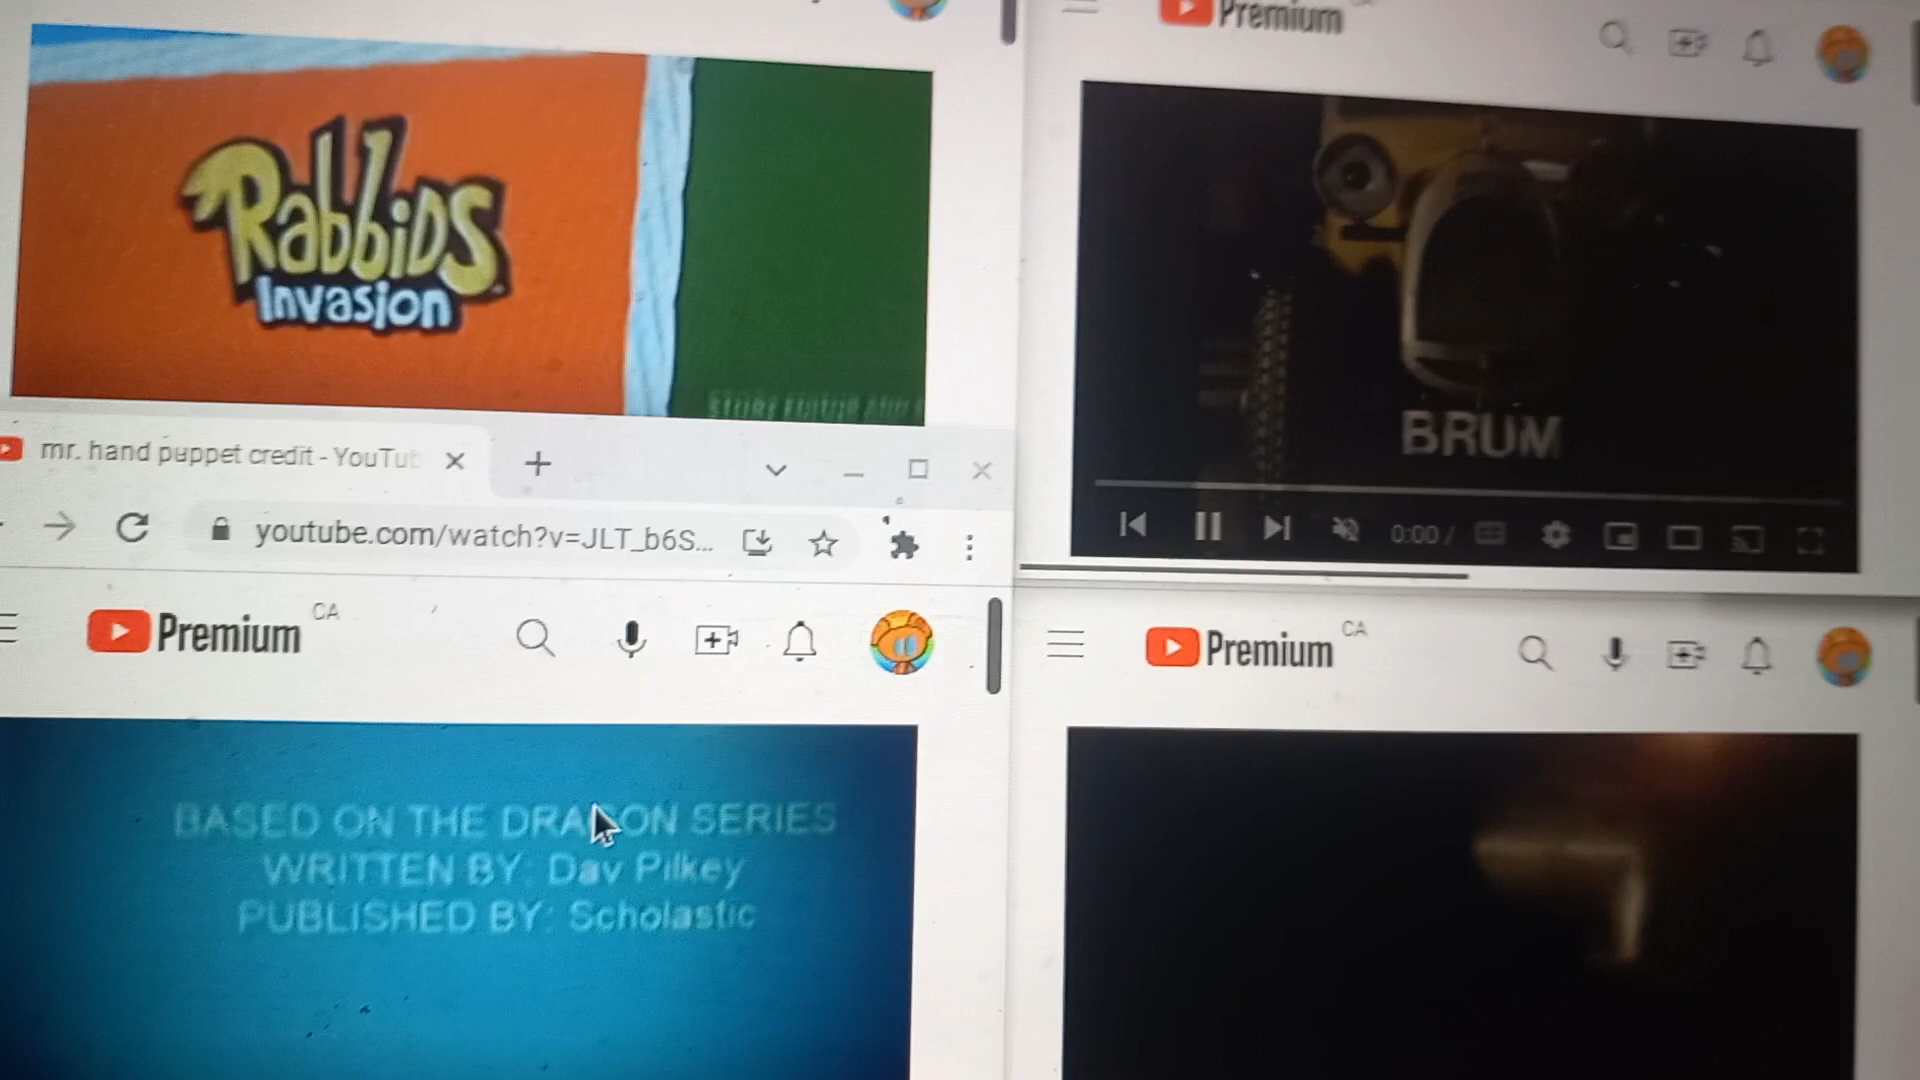 Premium
Rabbids
Invasion
BRUM
0:00 /
mr. hand puppet credit - YouTub
youtube.com/watch?v=JLT_b6S...
Premium CA
Premium CA
BASED ON THE DRAGON SERIES
WRITTEN BY: Dav Pilkey
PUBLISHED BY: Scholastic